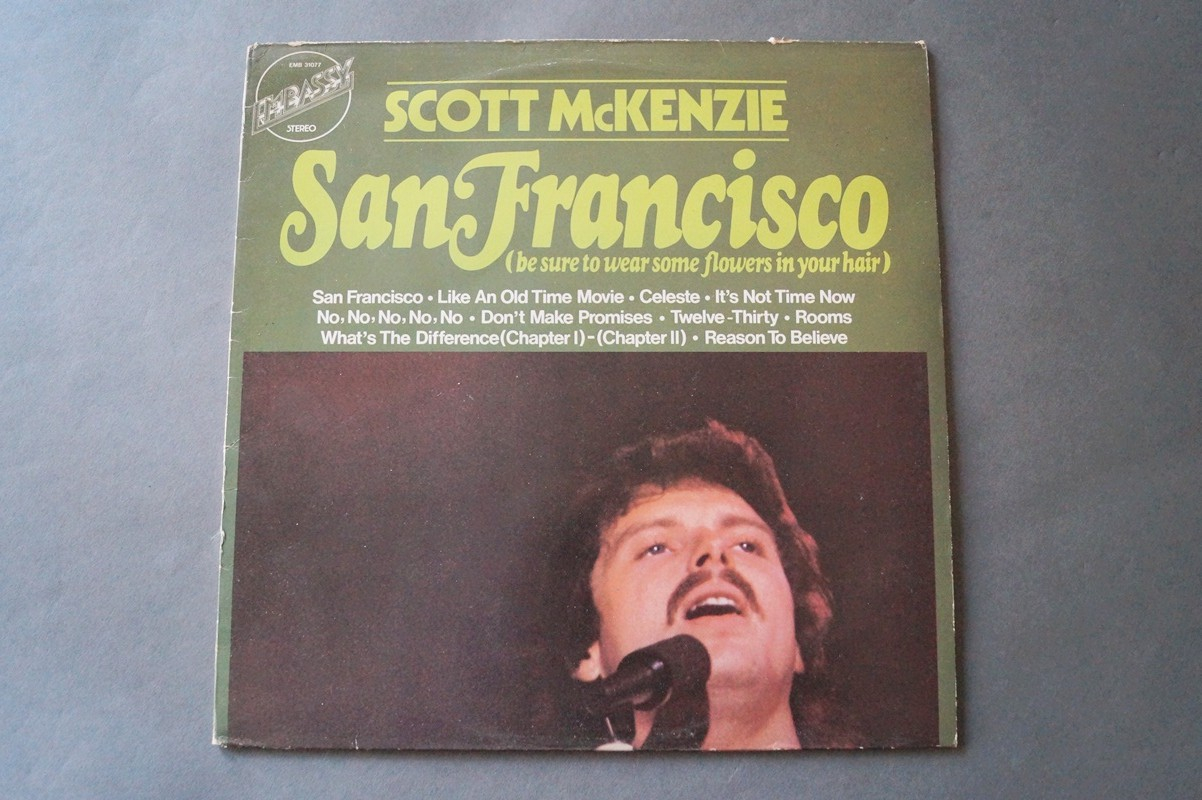 EMB 31077
EMBASSY
STEREO
SCOTT McKENZIE
San Francisco
(be sure to wear some flowers in your hair)
San Francisco • Like An Old Time Movie • Celeste • It's Not Time Now
No, No, No, No, No • Don't Make Promises • Twelve-Thirty • Rooms
What's The Difference (Chapter I) - (Chapter II) • Reason To Believe